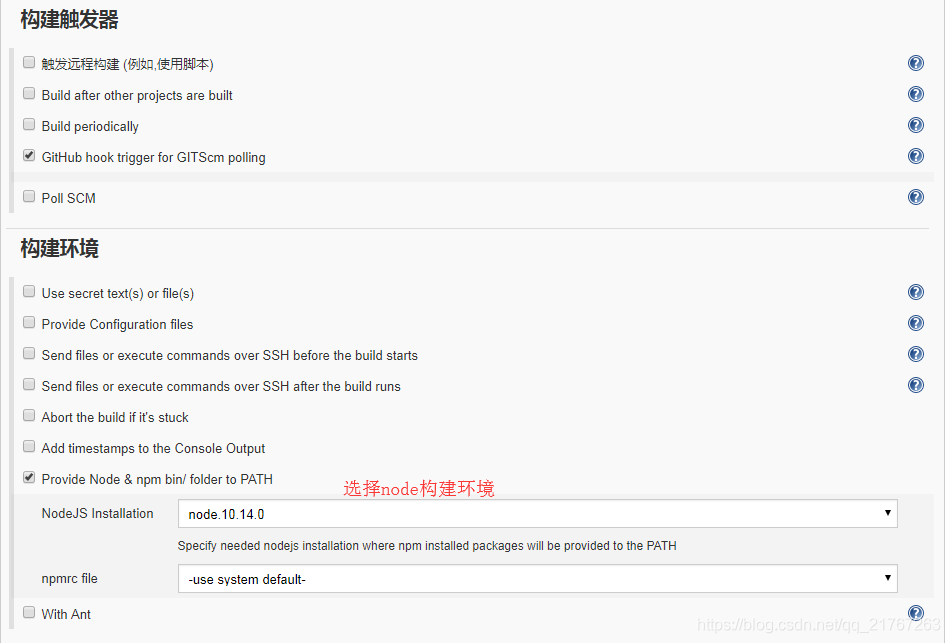 构建触发器
触发远程构建 (例如,使用脚本)
Build after other projects are built
Build periodically
GitHub hook trigger for GITScm polling
Poll SCM
构建环境
Use secret text(s) or file(s)
Provide Configuration files
Send files or execute commands over SSH before the build starts
Send files or execute commands over SSH after the build runs
Abort the build if it's stuck
Add timestamps to the Console Output
Provide Node & npm bin/ folder to PATH
选择node构建环境
NodeJS Installation
node.10.14.0
Specify needed nodejs installation where npm installed packages will be provided to the PATH
npmrc file
-use system default-
With Ant
https://blog.csdn.net/qq_21767263